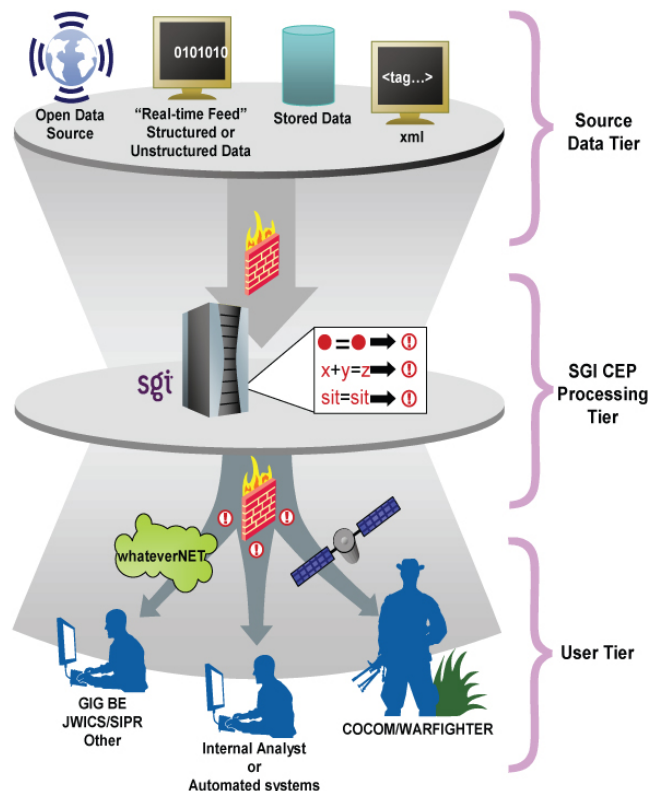 0101010
<tag...>
Open Data
Source
“Real-time Feed”
Structured or
Unstructured Data
Stored Data
xml
Source
Data Tier
sgi
=
x+y=z
sit=sit
!
!
!
SGI CEP
Processing
Tier
whateverNET
!
!
!
GIG BE
JWICS/SIPR
Other
Internal Analyst
or
Automated systems
COCOM/WARFIGHTER
User Tier